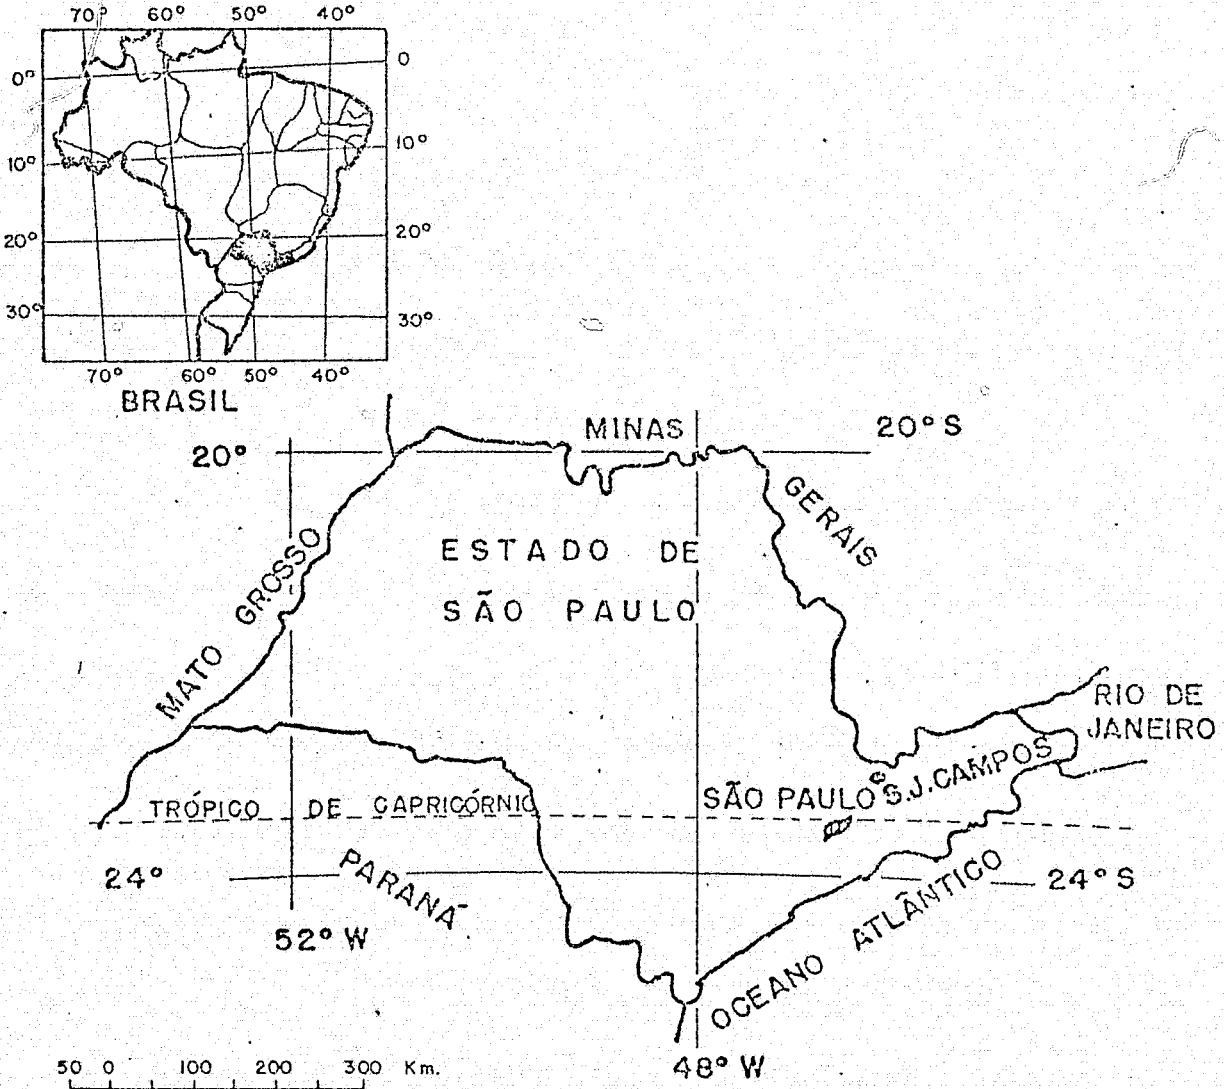 70° 60° 50° 40°
0° 0
10° 10°
20° 20°
30° 30°
70° 60° 50° 40°
BRASIL
MINAS
GERAIS
20° 20° S
ESTADO DE
SÃO PAULO
MATO GROSSO
RIO DE
JANEIRO
SÃO PAULO S.J.CAMPOS
TRÓPICO DE CAPRICÓRNIO
24° 24° S
PARANÁ
52° W
OCEANO ATLÂNTICO
48° W
50 0 100 200 300 Km.